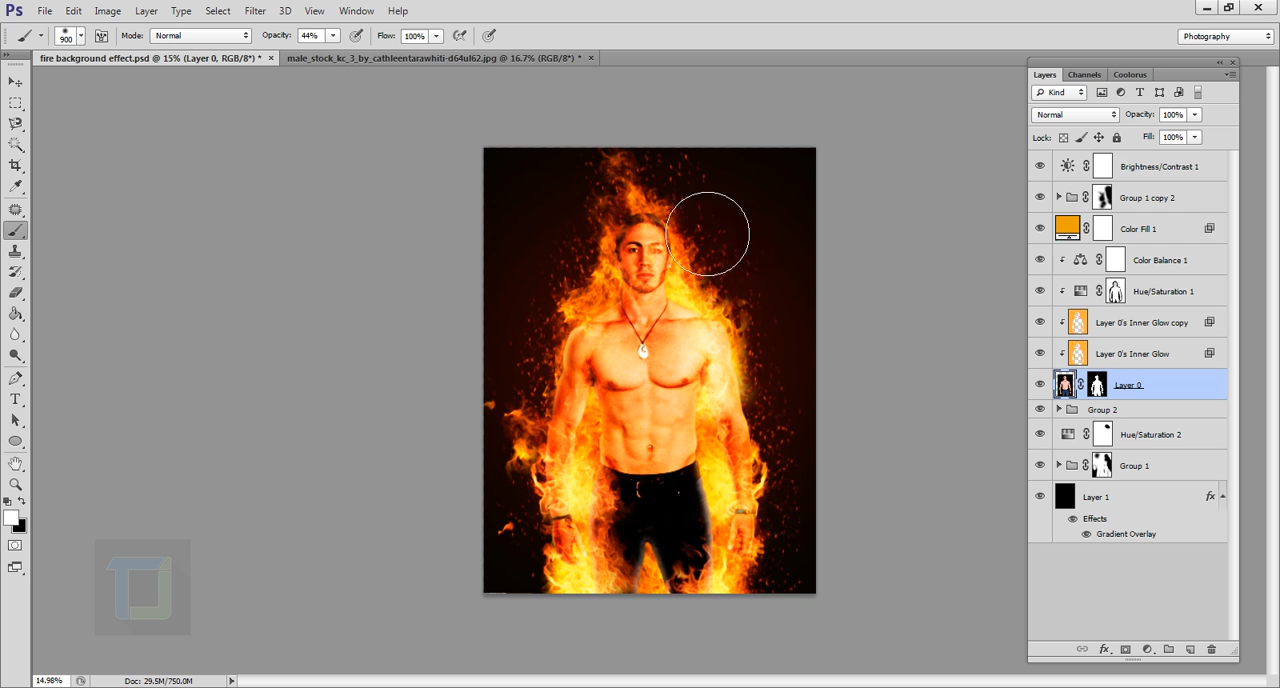 Ps File Edit Image Layer Type Select Filter 3D View Window Help
900 Mode: Normal Opacity: 44% Flow: 100% Photography
fire background effect.psd @ 15% (Layer 0, RGB/8*) * × male_stock_kc_3_by_cathleentarawhiti-d64ul62.jpg @ 16.7% (RGB/8*) * ×
Layers Channels Coolorus
Kind
Normal Opacity: 100%
Lock: Fill: 100%
Brightness/Contrast 1
Group 1 copy 2
Color Fill 1
Color Balance 1
Hue/Saturation 1
Layer 0's Inner Glow copy
Layer 0's Inner Glow
Layer 0
Group 2
Hue/Saturation 2
Group 1
Layer 1 fx
Effects
Gradient Overlay
14.98% Doc: 29.5M/750.0M